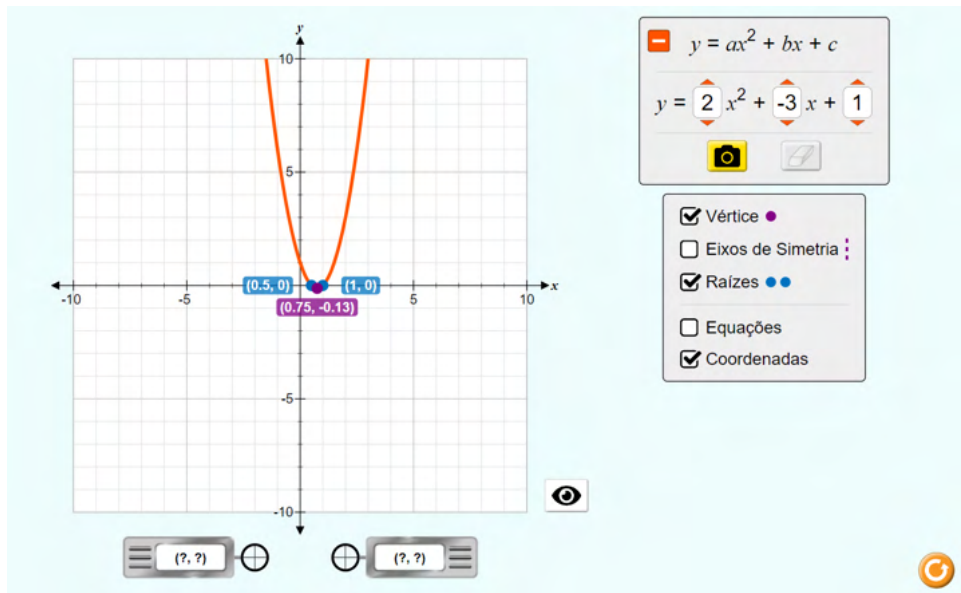 y
10
5
-10
-5
5
10
x
(0.5, 0)
(1, 0)
(0.75, -0.13)
-5
-10
(?, ?)
(?, ?)
y = ax² + bx + c
y = 2 x² + -3 x + 1
Vértice
Eixos de Simetria
Raízes
Equações
Coordenadas